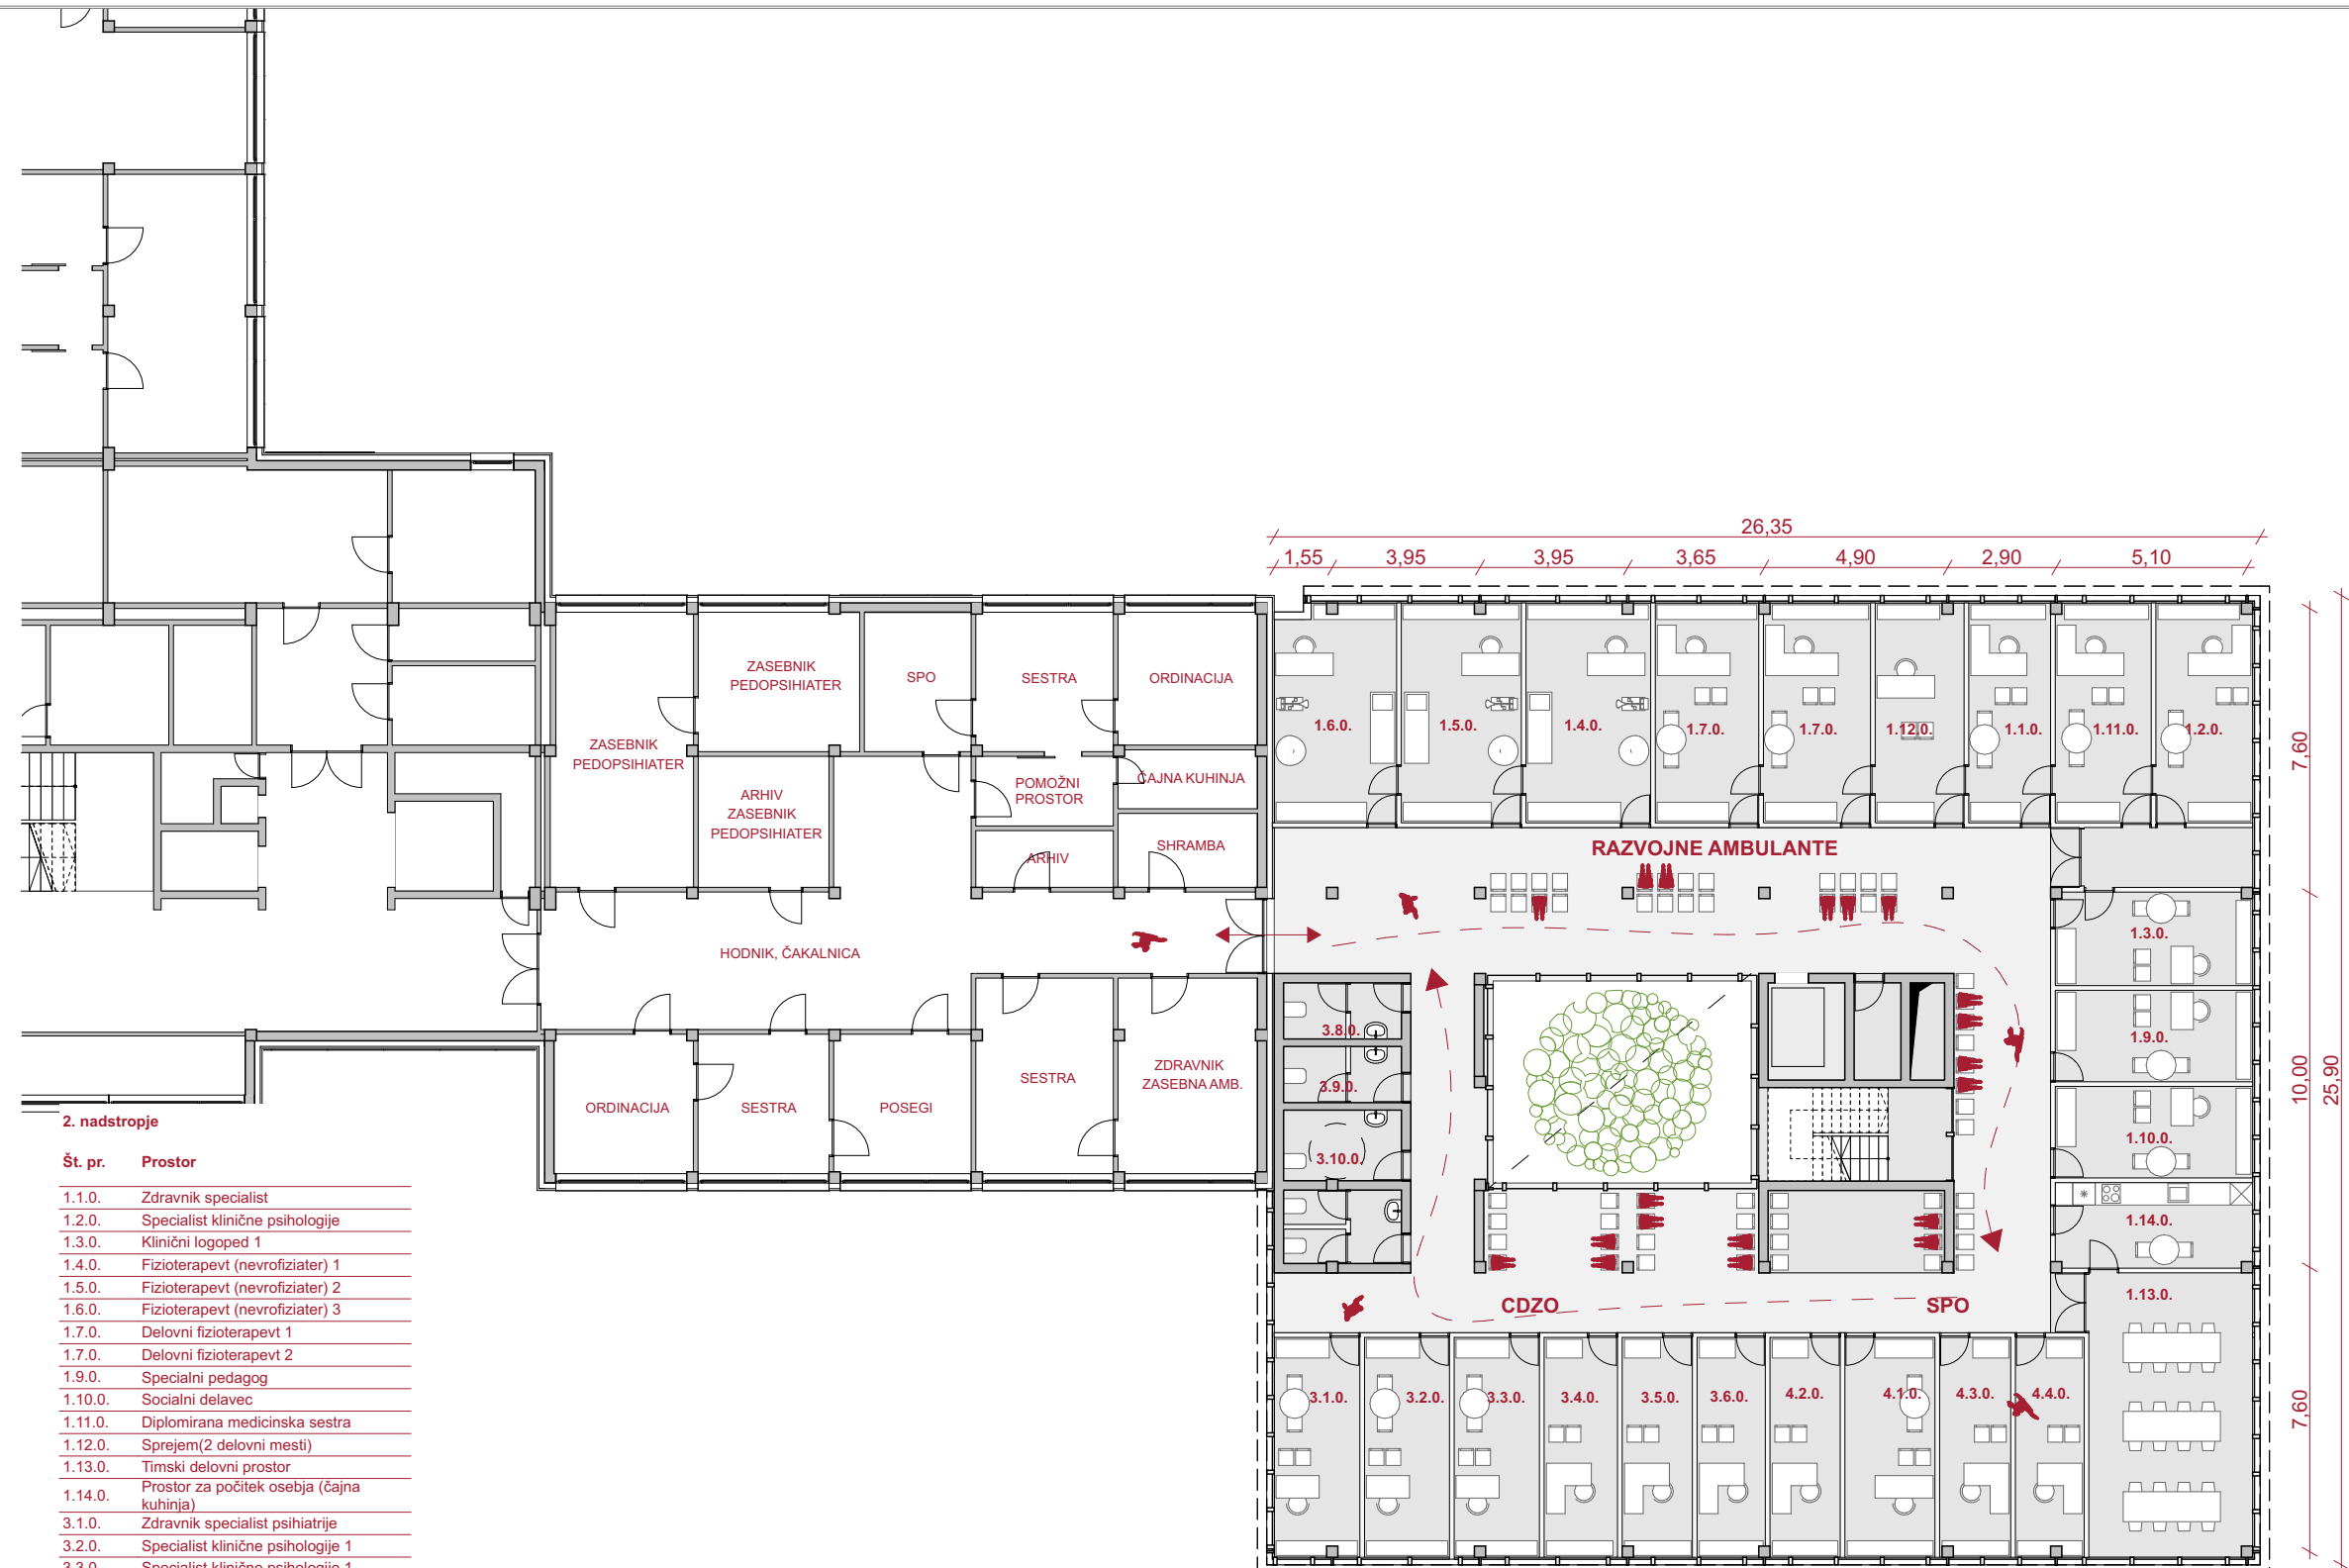 26,35
1,55 3,95 3,95 3,65 4,90 2,90 5,10
ZASEBNIK
PEDOPSIHIATER
SPO
SESTRA
ORDINACIJA
ZASEBNIK
PEDOPSIHIATER
POMOŽNI
PROSTOR
ČAJNA KUHINJA
ARHIV
ZASEBNIK
PEDOPSIHIATER
ARHIV
SHRAMBA
HODNIK, ČAKALNICA
ORDINACIJA
SESTRA
POSEGI
SESTRA
ZDRAVNIK
ZASEBNA AMB.
1.6.0. 1.5.0. 1.4.0. 1.7.0. 1.7.0. 1.12.0. 1.1.0. 1.11.0. 1.2.0.
7,60
RAZVOJNE AMBULANTE
1.3.0.
3.8.0.
1.9.0.
3.9.0.
10,00
25,90
1.10.0.
3.10.0.
1.14.0.
1.13.0.
CDZO
SPO
3.1.0. 3.2.0. 3.3.0. 3.4.0. 3.5.0. 3.6.0. 4.2.0. 4.1.0. 4.3.0. 4.4.0.
7,60
2. nadstropje
Št. pr. Prostor
1.1.0. Zdravnik specialist
1.2.0. Specialist klinične psihologije
1.3.0. Klinični logoped 1
1.4.0. Fizioterapevt (nevrofiziater) 1
1.5.0. Fizioterapevt (nevrofiziater) 2
1.6.0. Fizioterapevt (nevrofiziater) 3
1.7.0. Delovni fizioterapevt 1
1.7.0. Delovni fizioterapevt 2
1.9.0. Specialni pedagog
1.10.0. Socialni delavec
1.11.0. Diplomirana medicinska sestra
1.12.0. Sprejem(2 delovni mesti)
1.13.0. Timski delovni prostor
1.14.0. Prostor za počitek osebja (čajna
kuhinja)
3.1.0. Zdravnik specialist psihiatrije
3.2.0. Specialist klinične psihologije 1
3.3.0. Specialist klinične psihologije 1